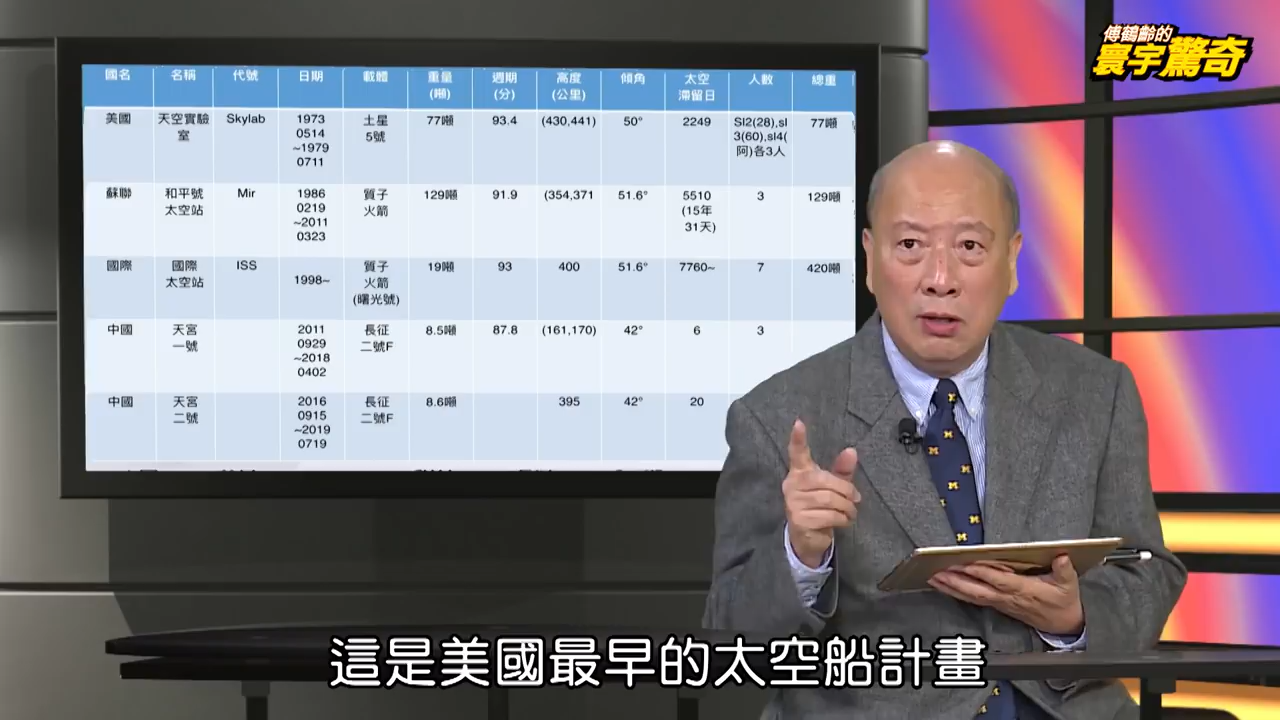 傅鶴齡的
寰宇驚奇
國名 名稱 代號 日期 載體 重量(噸) 週期(分) 高度(公里) 傾角 太空滯留日 人數 總重
美國 天空實驗室 Skylab 1973 0514 ~1979 0711 土星5號 77噸 93.4 (430,441) 50° 2249 Sl2(28),sl3(60),sl4(阿)各3人 77噸
蘇聯 和平號太空站 Mir 1986 0219 ~2011 0323 質子火箭 129噸 91.9 (354,371 51.6° 5510 (15年 31天) 3 129噸
國際 國際太空站 ISS 1998~ 質子火箭(曙光號) 19噸 93 400 51.6° 7760~ 7 420噸
中國 天宮一號 2011 0929 ~2018 0402 長征二號F 8.5噸 87.8 (161,170) 42° 6 3
中國 天宮二號 2016 0915 ~2019 0719 長征二號F 8.6噸 395 42° 20
這是美國最早的太空船計畫